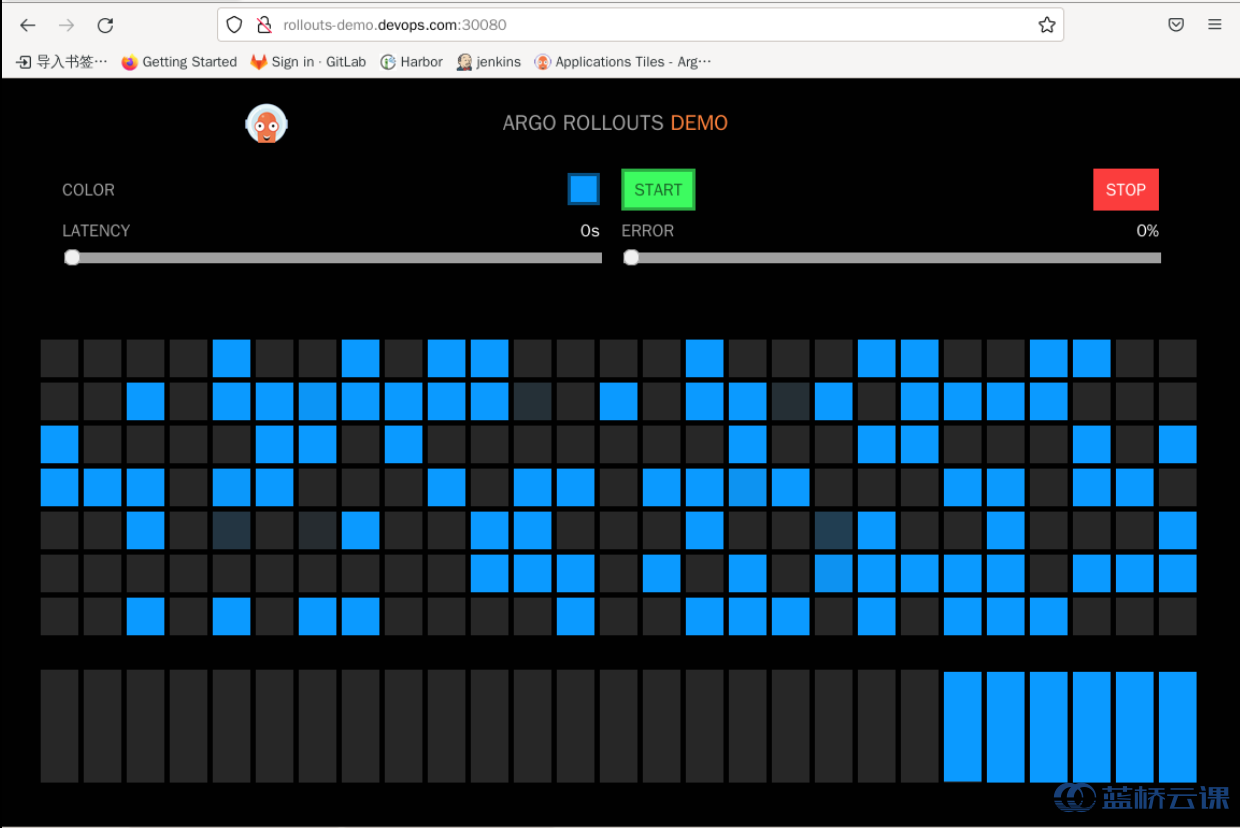 rollouts-demo.devops.com:30080
导入书签… Getting Started Sign in · GitLab Harbor jenkins Applications Tiles - Arg…
ARGO ROLLOUTS DEMO
COLOR START STOP
LATENCY 0s ERROR 0%
蓝桥云课